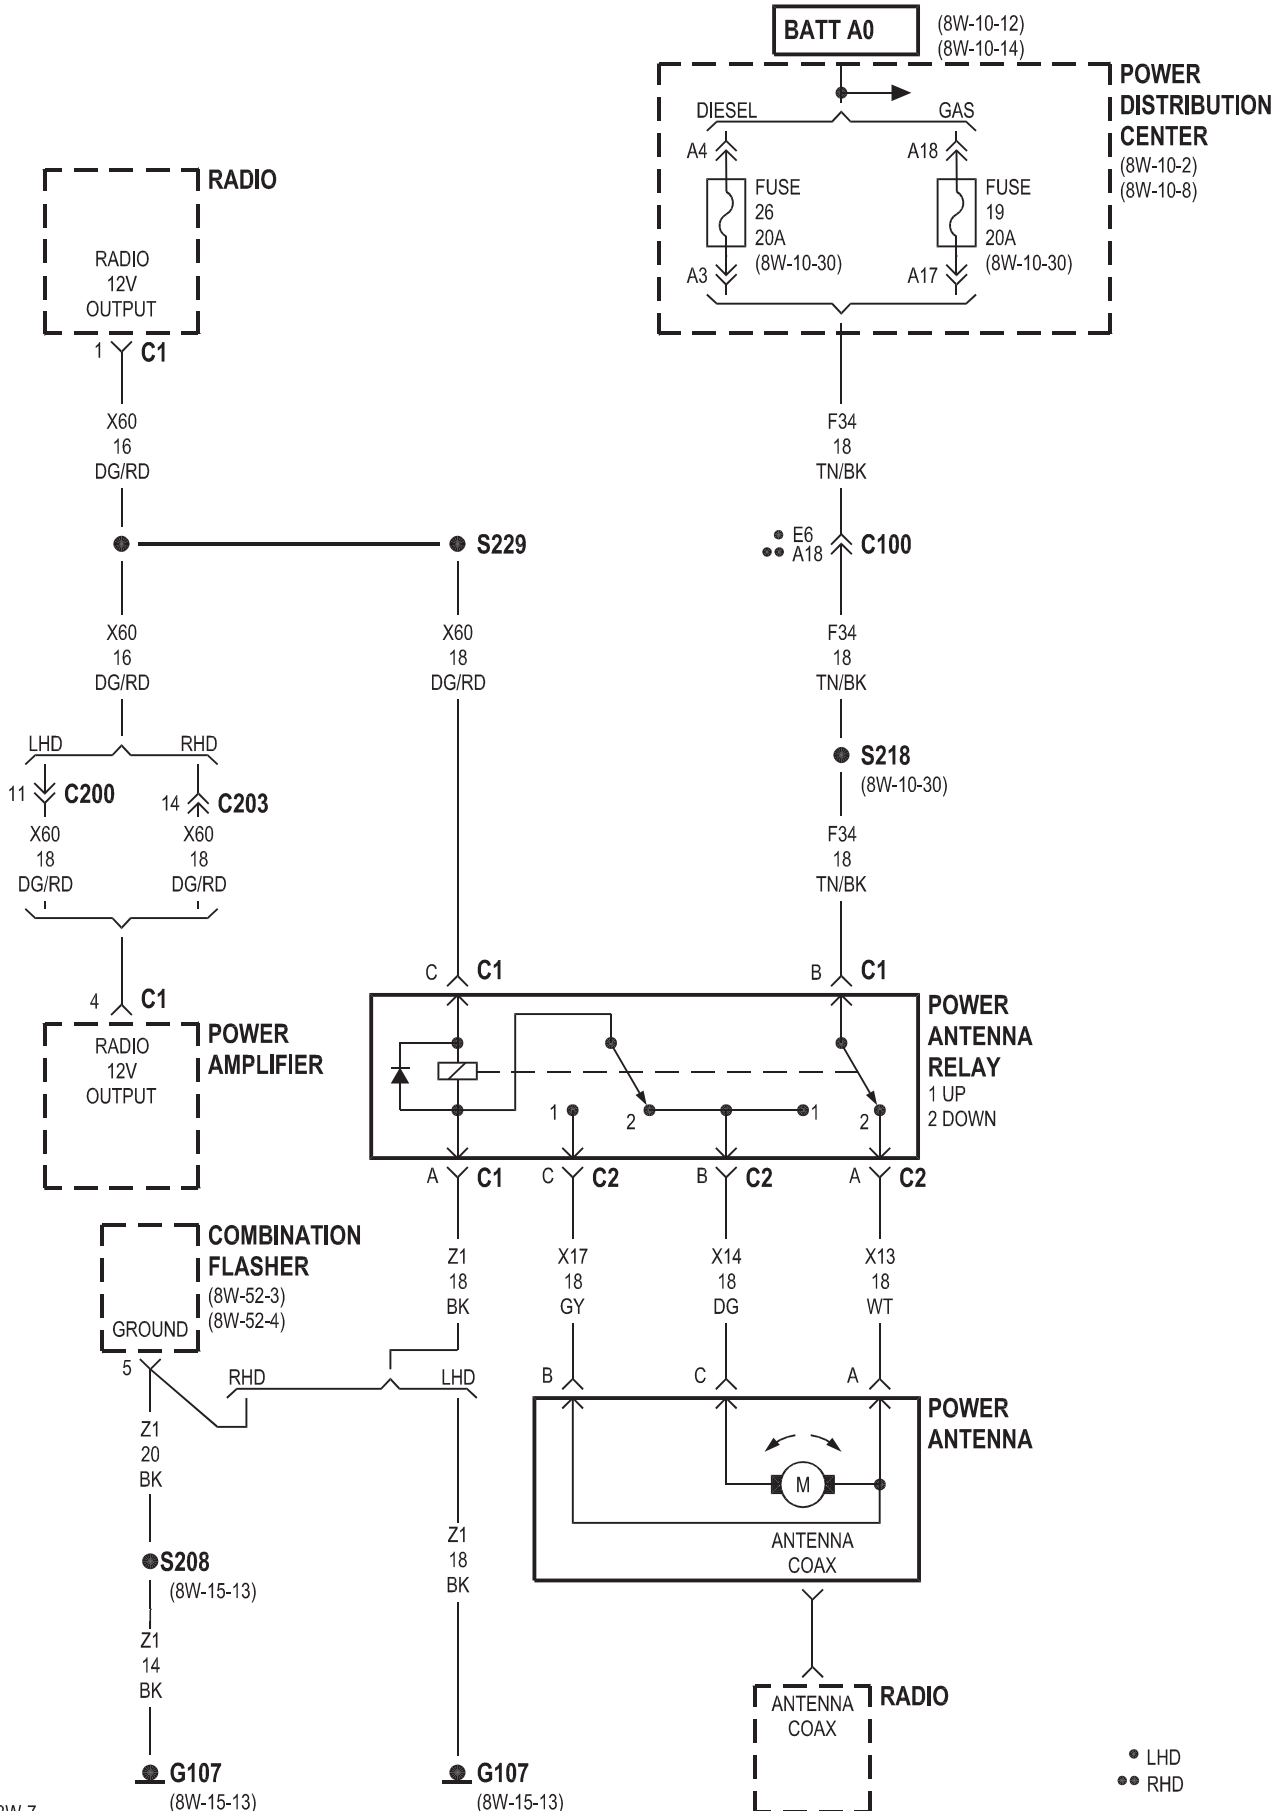 BATT A0
(8W-10-12)
(8W-10-14)
POWER
DISTRIBUTION
CENTER
(8W-10-2)
(8W-10-8)
DIESEL
GAS
A4
A18
FUSE
26
20A
(8W-10-30)
FUSE
19
20A
(8W-10-30)
A3
A17
RADIO
RADIO
12V
OUTPUT
1
C1
X60
16
DG/RD
F34
18
TN/BK
S229
E6
A18
C100
X60
16
DG/RD
X60
18
DG/RD
F34
18
TN/BK
S218
(8W-10-30)
LHD
RHD
11
C200
14
C203
X60
18
DG/RD
X60
18
DG/RD
F34
18
TN/BK
C
C1
B
C1
4
C1
POWER
AMPLIFIER
RADIO
12V
OUTPUT
POWER
ANTENNA
RELAY
1 UP
2 DOWN
1
2
1
2
A
C1
C
C2
B
C2
A
C2
COMBINATION
FLASHER
(8W-52-3)
(8W-52-4)
GROUND
5
Z1
18
BK
X17
18
GY
X14
18
DG
X13
18
WT
RHD
LHD
B
C
A
POWER
ANTENNA
M
ANTENNA
COAX
Z1
20
BK
S208
(8W-15-13)
Z1
18
BK
Z1
14
BK
G107
(8W-15-13)
G107
(8W-15-13)
RADIO
ANTENNA
COAX
LHD
RHD